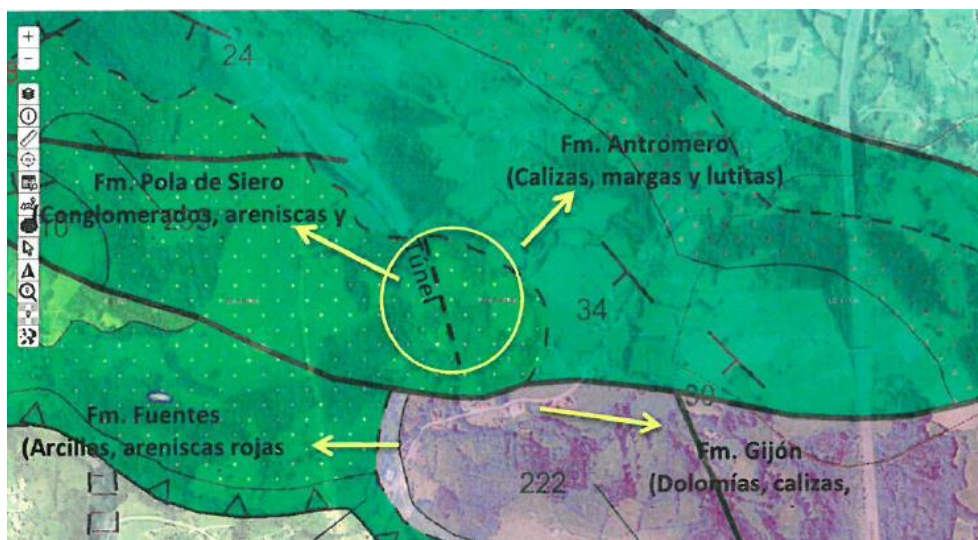 24
Fm. Antromero
(Calizas, margas y lutitas)
Fm. Pola de Siero
(Conglomerados, areniscas y
Túnel
34
30
Fm. Fuentes
(Arcillas, areniscas rojas
Fm. Gijón
(Dolomías, calizas,
222